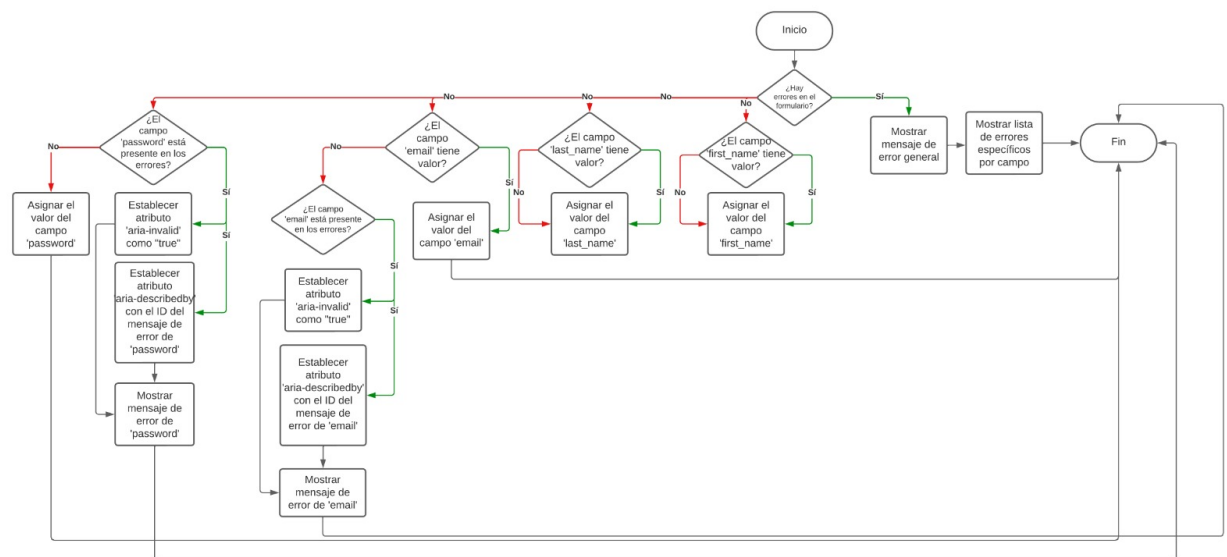 Inicio
¿Hay
errores en el
formulario?
No
No
No
No
Sí
¿El
campo
'password' está
presente en los
errores?
No
Sí
Sí
Asignar el
valor del
campo
'password'
Establecer
atributo
'aria-invalid'
como "true"
Establecer
atributo
'aria-describedby'
con el ID del
mensaje de
error de
'password'
Mostrar
mensaje de
error de
'password'
¿El
campo
'email' tiene
valor?
No
Sí
¿El campo
'email' está presente
en los errores?
Sí
Sí
Establecer
atributo
'aria-invalid'
como "true"
Establecer
atributo
'aria-describedby'
con el ID del
mensaje de
error de 'email'
Mostrar
mensaje de
error de 'email'
Asignar el
valor del
campo 'email'
¿El campo
'last_name' tiene
valor?
No
Sí
Asignar el
valor del
campo
'last_name'
¿El campo
'first_name' tiene
valor?
No
Sí
Asignar el
valor del
campo
'first_name'
Mostrar
mensaje de
error general
Mostrar lista
de errores
específicos
por campo
Fin